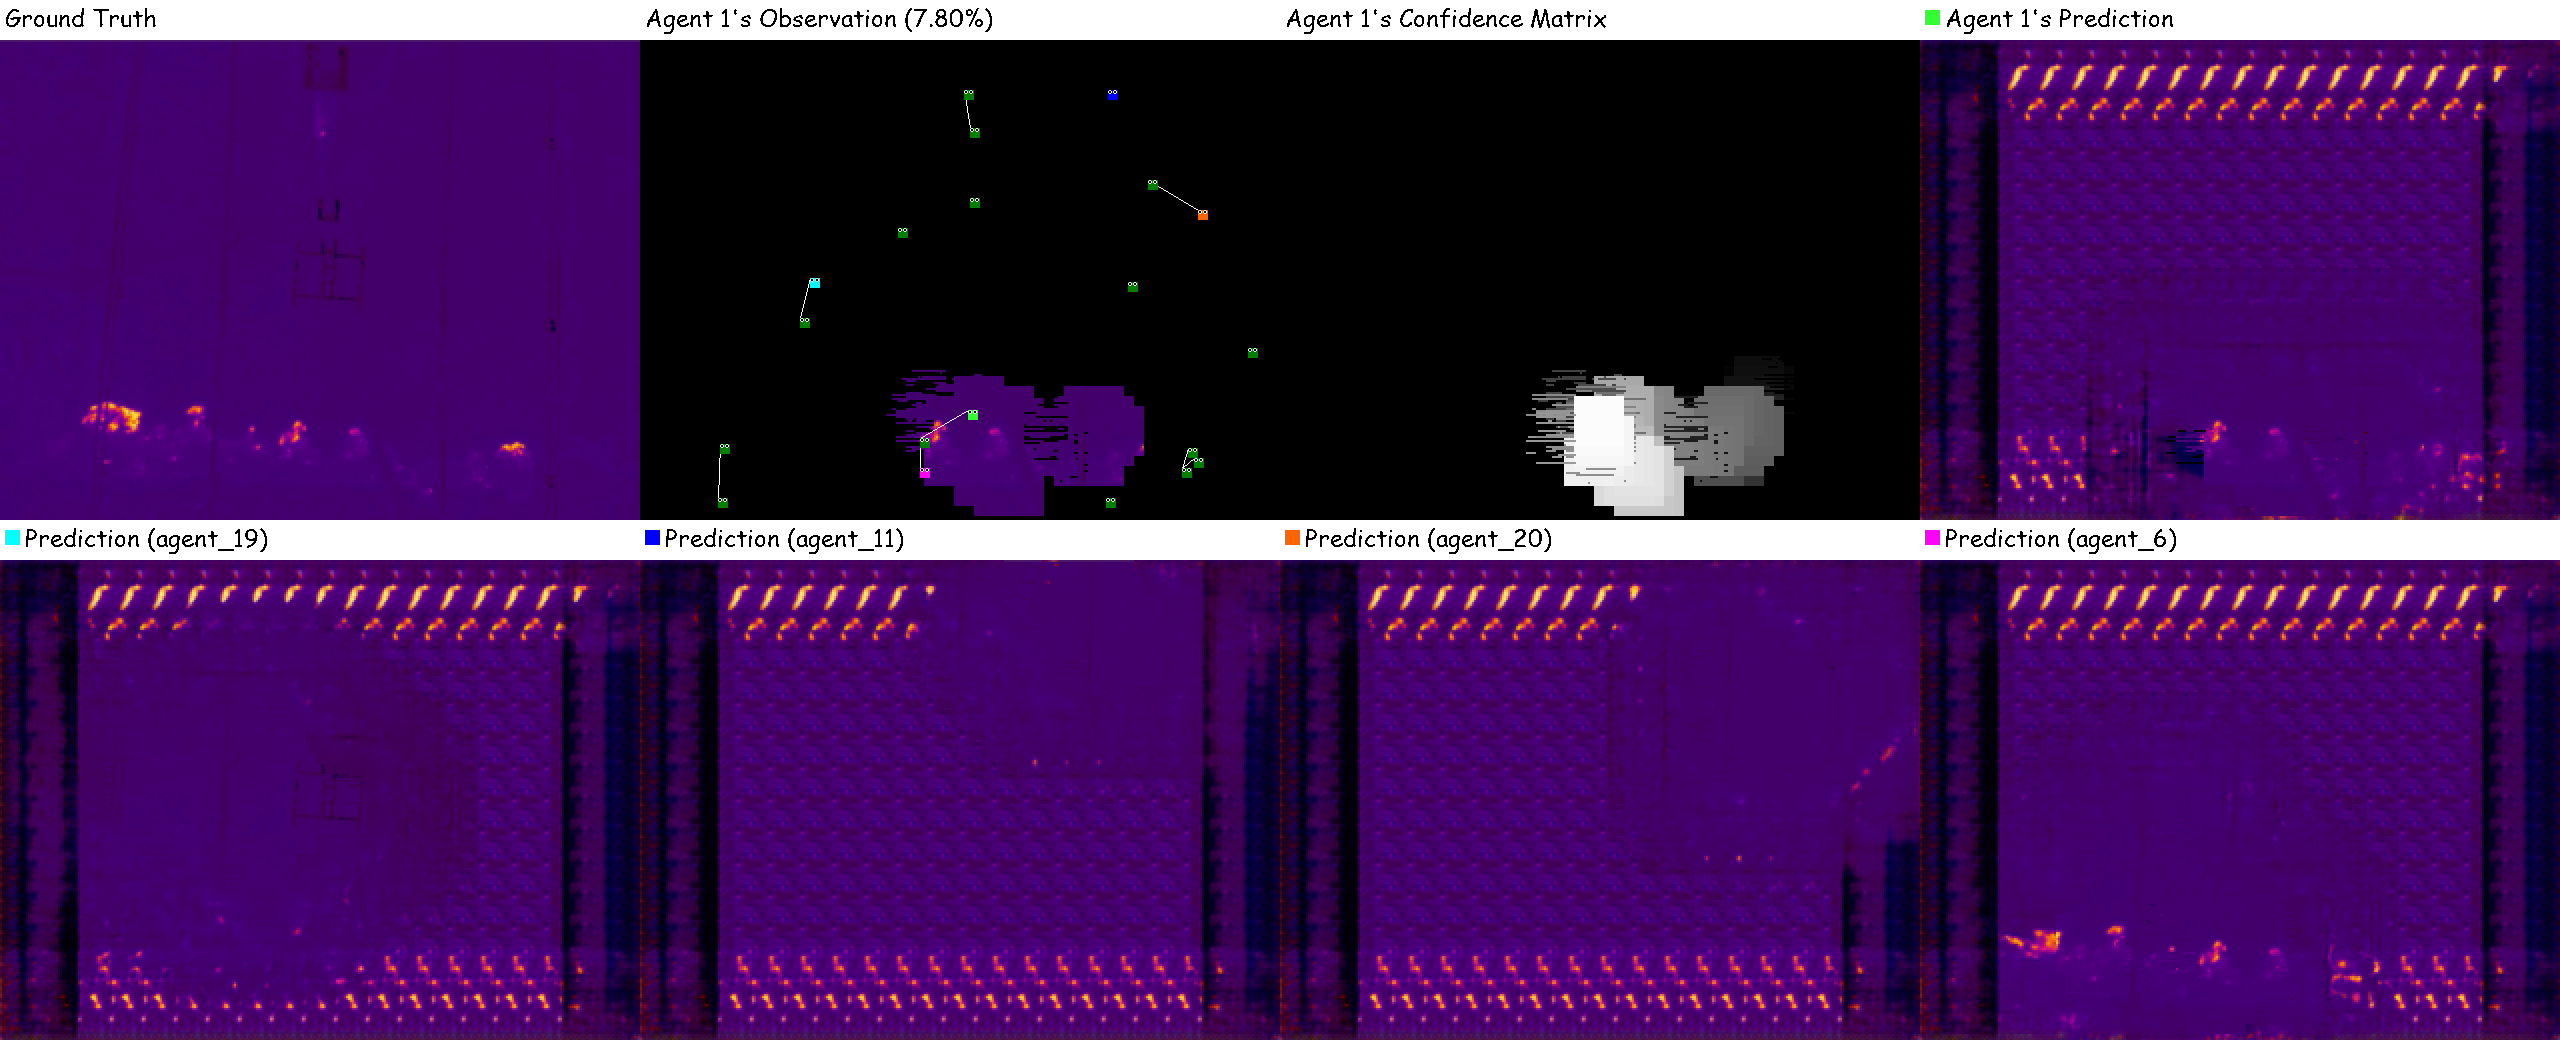 Ground Truth
Agent 1's Observation (7.80%)
Agent 1's Confidence Matrix
Agent 1's Prediction
Prediction (agent_19)
Prediction (agent_11)
Prediction (agent_20)
Prediction (agent_6)